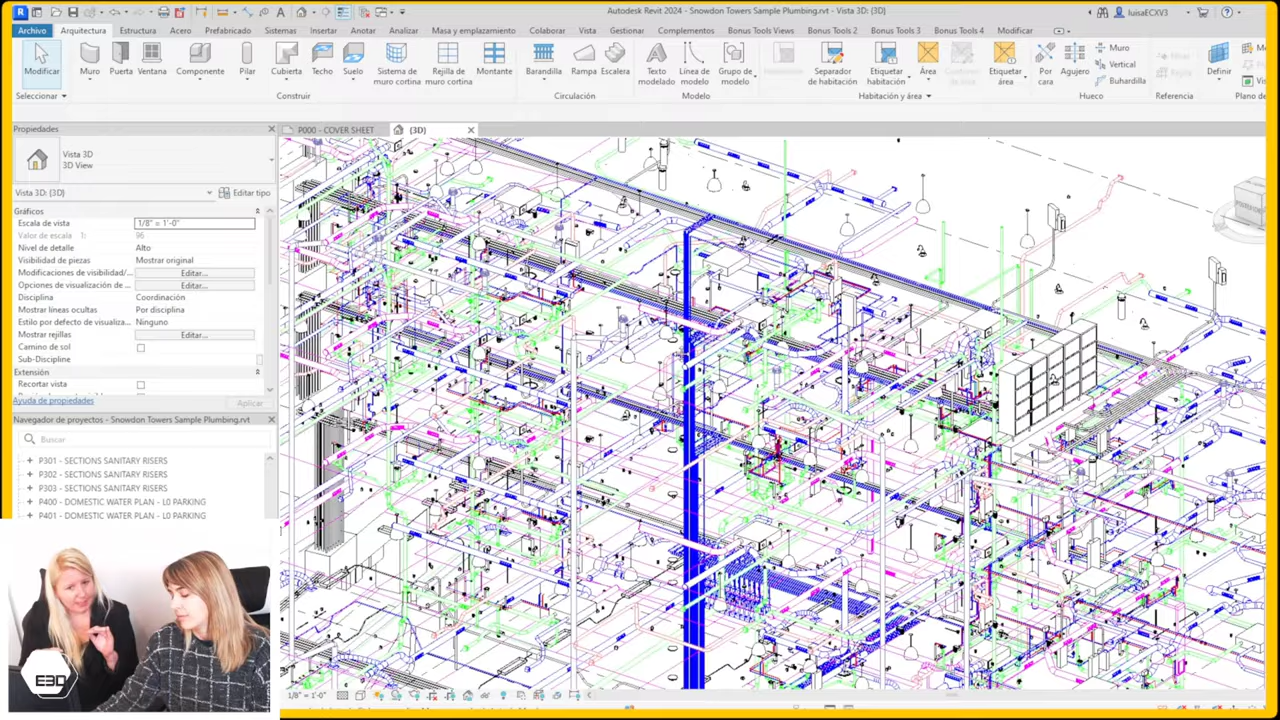 Autodesk Revit 2024 - Snowdon Towers Sample Plumbing.rvt - Vista 3D: {3D}
luisaECXV3
Archivo Arquitectura Estructura Acero Prefabricado Sistemas Insertar Anotar Analizar Masa y emplazamiento Colaborar Vista Gestionar Complementos Bonus Tools Views Bonus Tools 2 Bonus Tools 3 Bonus Tools 4 Modificar
Modificar Muro Puerta Ventana Componente Pilar Cubierta Techo Suelo Sistema de muro cortina Rejilla de muro cortina Montante Barandilla Rampa Escalera Texto modelado Línea de modelo Grupo de modelo Separador de habitación Etiquetar habitación Área Etiquetar área Por cara Agujero Muro Vertical Buhardilla Definir
Seleccionar Construir Circulación Modelo Habitación y área Hueco Referencia Plano de
Propiedades
P000 - COVER SHEET
{3D}
Vista 3D
3D View
Vista 3D: {3D} Editar tipo
Gráficos
Escala de vista 1/8" = 1'-0"
Valor de escala 1: 96
Nivel de detalle Alto
Visibilidad de piezas Mostrar original
Modificaciones de visibilidad/... Editar...
Opciones de visualización de ... Editar...
Disciplina Coordinación
Mostrar líneas ocultas Por disciplina
Estilo por defecto de visualiza... Ninguno
Mostrar rejillas Editar...
Camino de sol
Sub-Discipline
Extensión
Recortar vista
Ayuda de propiedades Aplicar
Navegador de proyectos - Snowdon Towers Sample Plumbing.rvt
Buscar
P301 - SECTIONS SANITARY RISERS
P302 - SECTIONS SANITARY RISERS
P303 - SECTIONS SANITARY RISERS
P400 - DOMESTIC WATER PLAN - L0 PARKING
P401 - DOMESTIC WATER PLAN - L0 PARKING
E3D
1/8" = 1'-0"